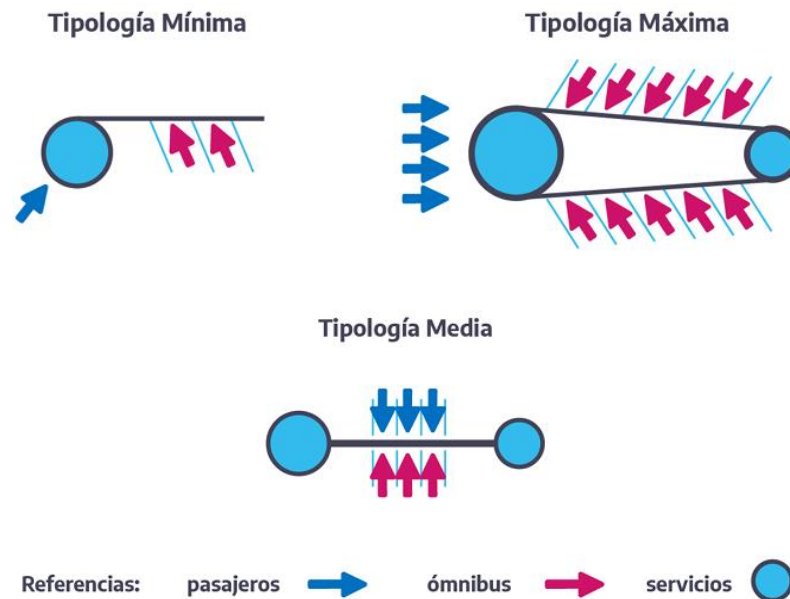 Tipología Mínima
Tipología Máxima
Tipología Media
Referencias: pasajeros ómnibus servicios